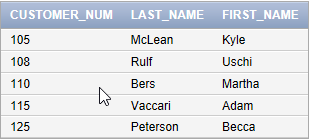 CUSTOMER_NUM LAST_NAME FIRST_NAME
105 McLean Kyle
108 Rulf Uschi
110 Bers Martha
115 Vaccari Adam
125 Peterson Becca